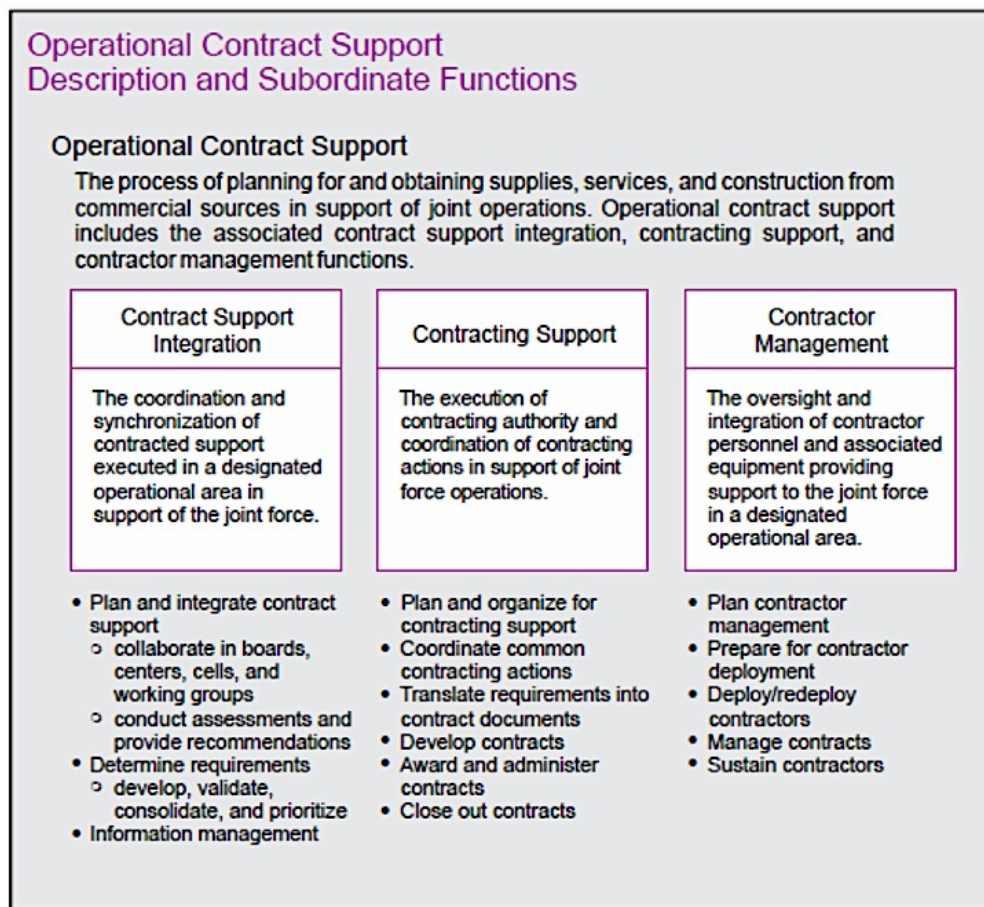 Operational Contract Support
Description and Subordinate Functions
Operational Contract Support
The process of planning for and obtaining supplies, services, and construction from
commercial sources in support of joint operations. Operational contract support
includes the associated contract support integration, contracting support, and
contractor management functions.
Contract Support
Integration
The coordination and
synchronization of
contracted support
executed in a designated
operational area in
support of the joint force.
• Plan and integrate contract
support
○ collaborate in boards,
centers, cells, and
working groups
○ conduct assessments and
provide recommendations
• Determine requirements
○ develop, validate,
consolidate, and prioritize
• Information management
Contracting Support
The execution of
contracting authority and
coordination of contracting
actions in support of joint
force operations.
• Plan and organize for
contracting support
• Coordinate common
contracting actions
• Translate requirements into
contract documents
• Develop contracts
• Award and administer
contracts
• Close out contracts
Contractor
Management
The oversight and
integration of contractor
personnel and associated
equipment providing
support to the joint force
in a designated
operational area.
• Plan contractor
management
• Prepare for contractor
deployment
• Deploy/redeploy
contractors
• Manage contracts
• Sustain contractors